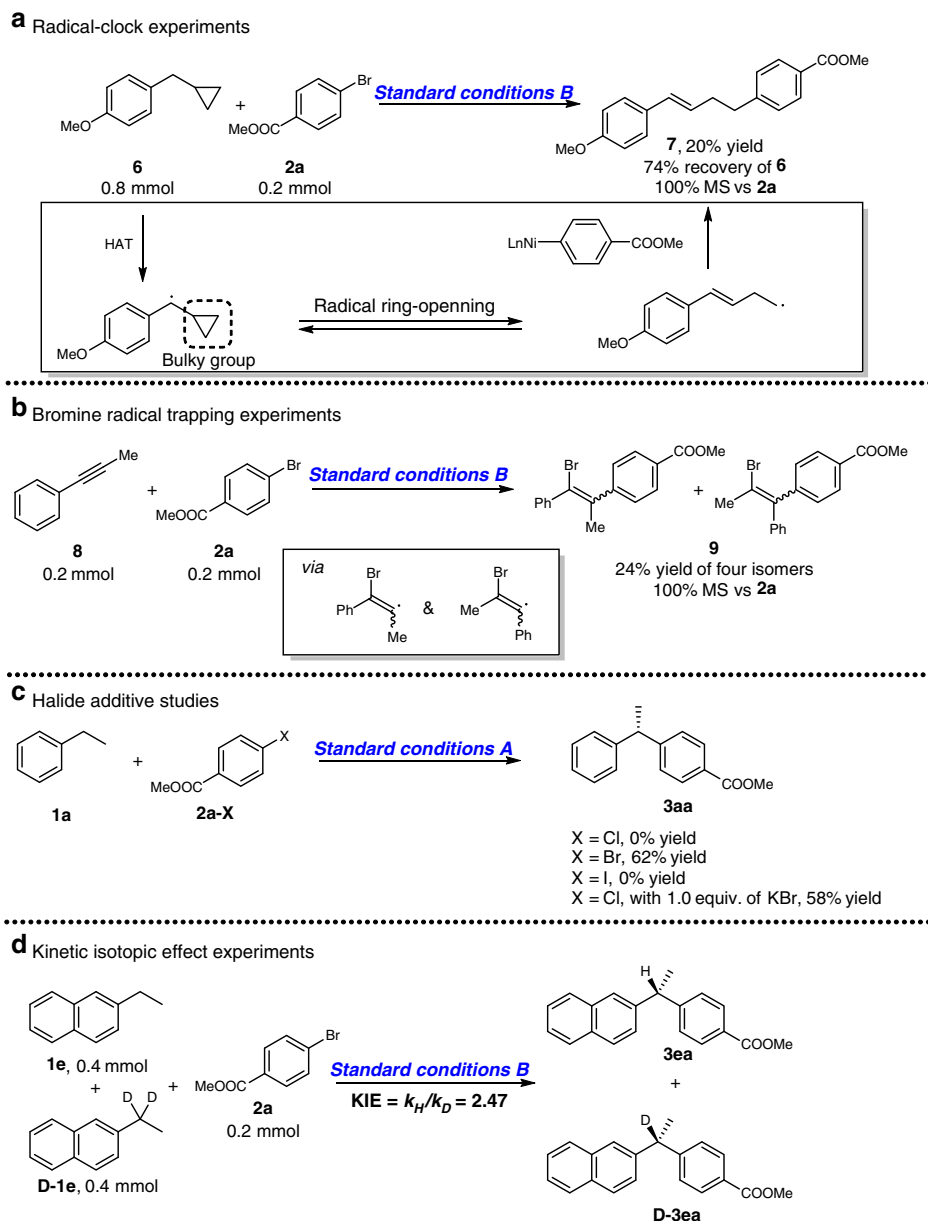 a Radical-clock experiments
MeO
6
0.8 mmol
+
Br
MeOOC
2a
0.2 mmol
Standard conditions B
COOMe
MeO
7, 20% yield
74% recovery of 6
100% MS vs 2a
HAT
LnNi
COOMe
MeO
Bulky group
Radical ring-openning
MeO
b Bromine radical trapping experiments
Me
8
0.2 mmol
+
Br
MeOOC
2a
0.2 mmol
Standard conditions B
Br
COOMe
Ph
Me
+
Br
COOMe
Me
Ph
9
24% yield of four isomers
100% MS vs 2a
via
Br
Ph
Me
&
Br
Me
Ph
c Halide additive studies
1a
+
X
MeOOC
2a-X
Standard conditions A
COOMe
3aa
X = Cl, 0% yield
X = Br, 62% yield
X = I, 0% yield
X = Cl, with 1.0 equiv. of KBr, 58% yield
d Kinetic isotopic effect experiments
1e, 0.4 mmol
+
D D
D-1e, 0.4 mmol
+
Br
MeOOC
2a
0.2 mmol
Standard conditions B
KIE = kH/kD = 2.47
H
COOMe
3ea
+
D
COOMe
D-3ea